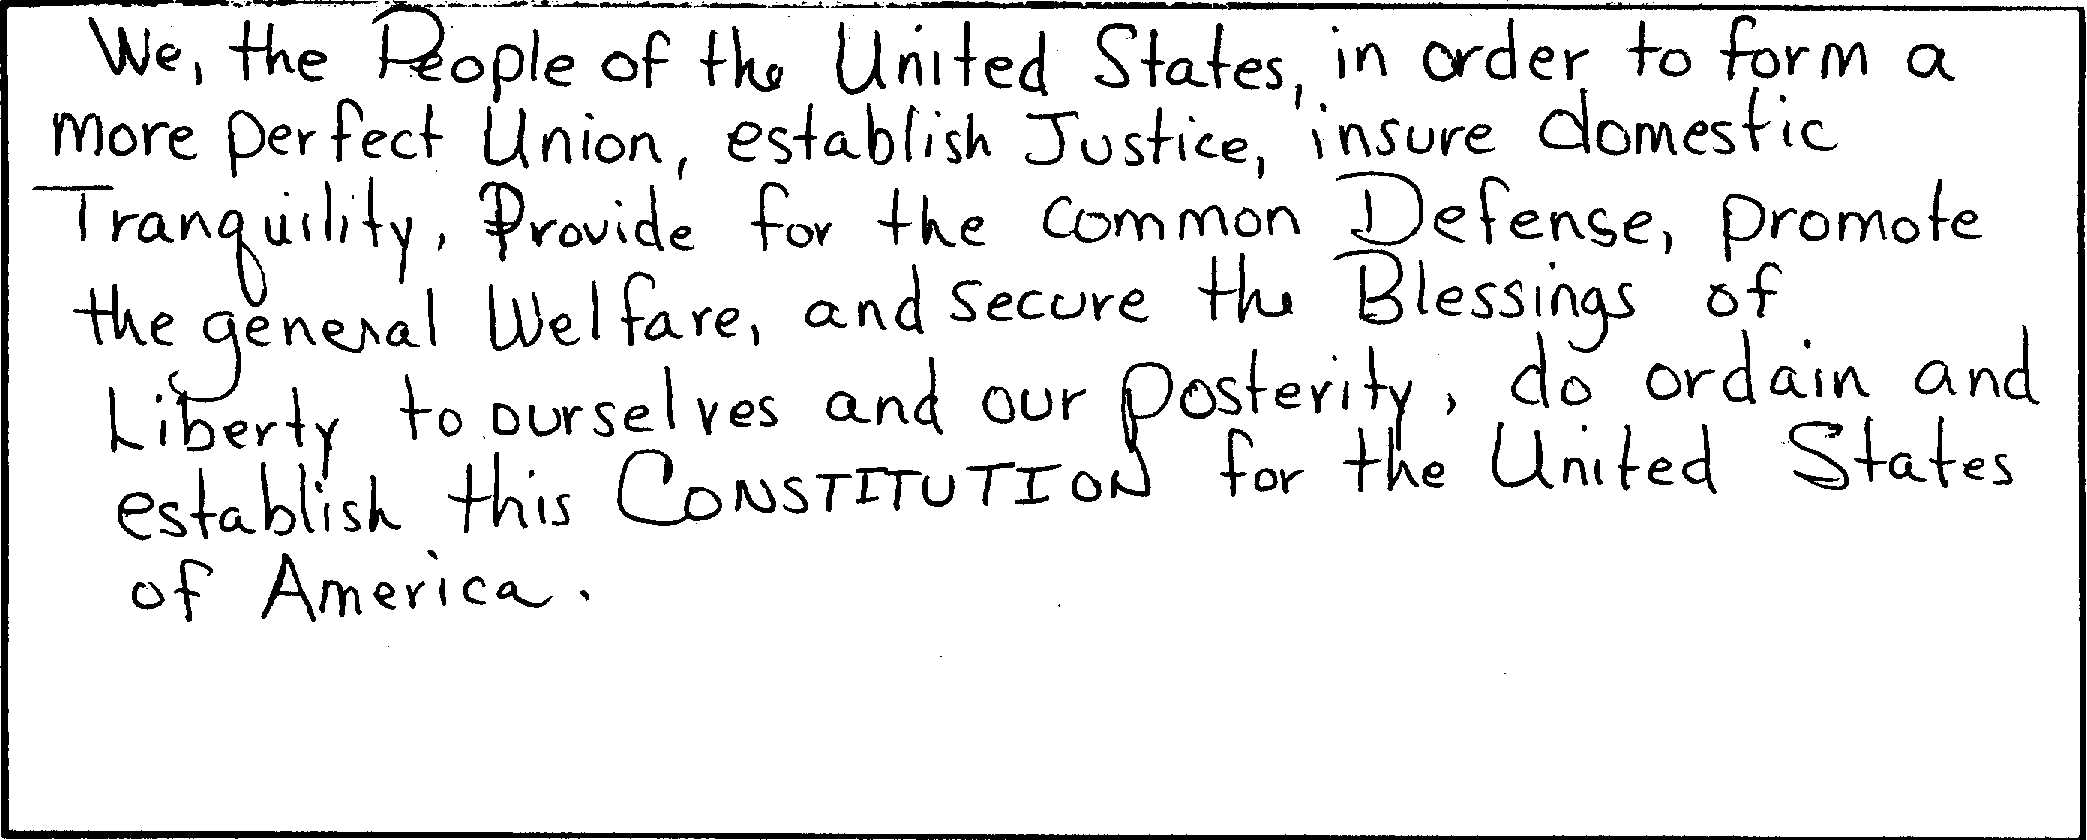 We, the People of the United States, in order to form a
more perfect Union, establish Justice, insure domestic
Tranquility, Provide for the common Defense, promote
the general Welfare, and secure the Blessings of
Liberty to ourselves and our posterity, do ordain and
establish this CONSTITUTION for the United States
of America.